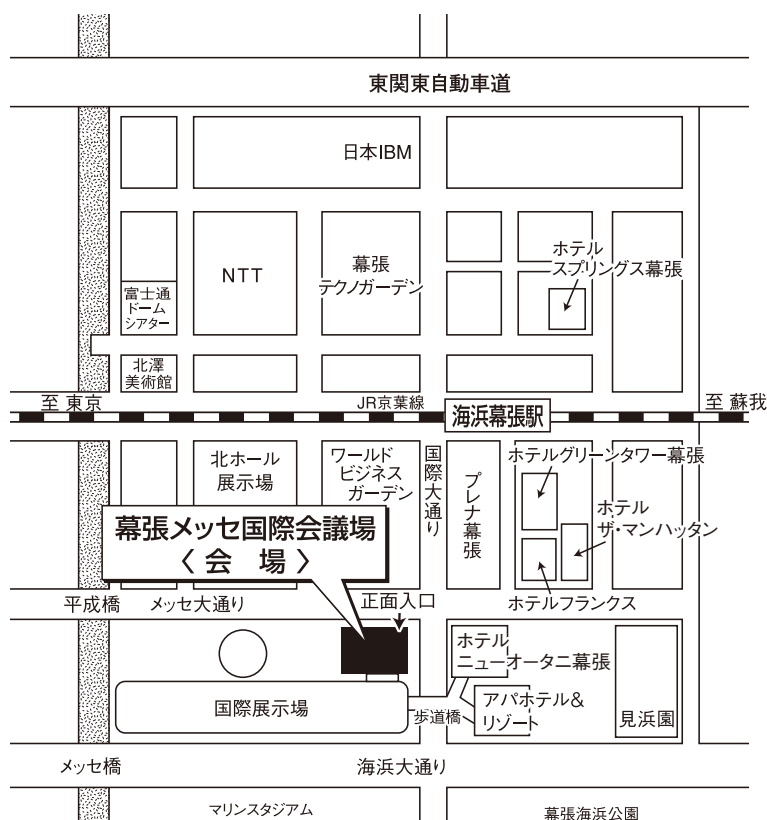 東関東自動車道
日本IBM
NTT
幕張
テクノガーデン
ホテル
スプリングス幕張
富士通
ドーム
シアター
北澤
美術館
至 東京
JR京葉線
海浜幕張駅
至 蘇我
北ホール
展示場
ワールド
ビジネス
ガーデン
国際大通り
プレナ幕張
ホテルグリーンタワー幕張
ホテル
ザ・マンハッタン
幕張メッセ国際会議場
〈 会 場 〉
平成橋
メッセ大通り
正面入口
ホテルフランクス
ホテル
ニューオータニ幕張
国際展示場
歩道橋
アパホテル&
リゾート
見浜園
メッセ橋
海浜大通り
マリンスタジアム
幕張海浜公園